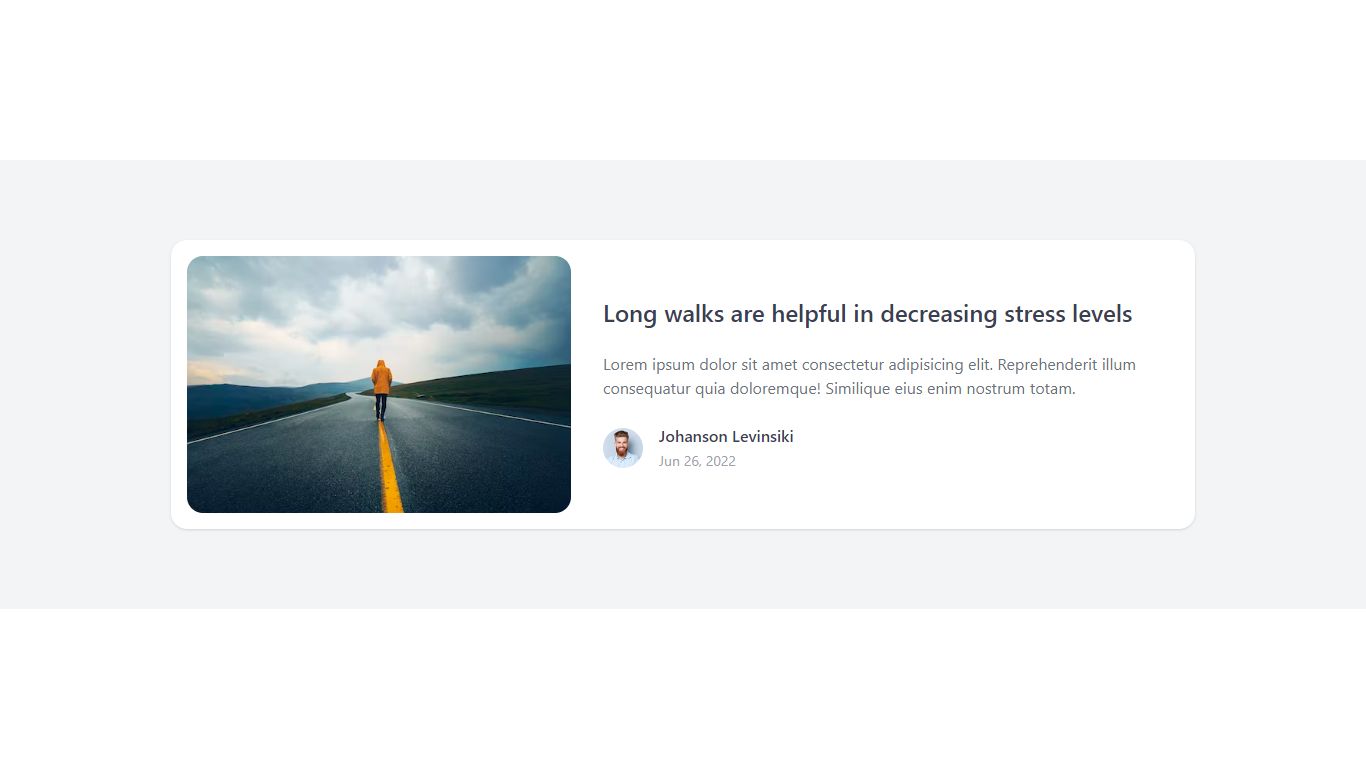 Long walks are helpful in decreasing stress levels
Lorem ipsum dolor sit amet consectetur adipisicing elit. Reprehenderit illum
consequatur quia doloremque! Similique eius enim nostrum totam.
Johanson Levinsiki
Jun 26, 2022